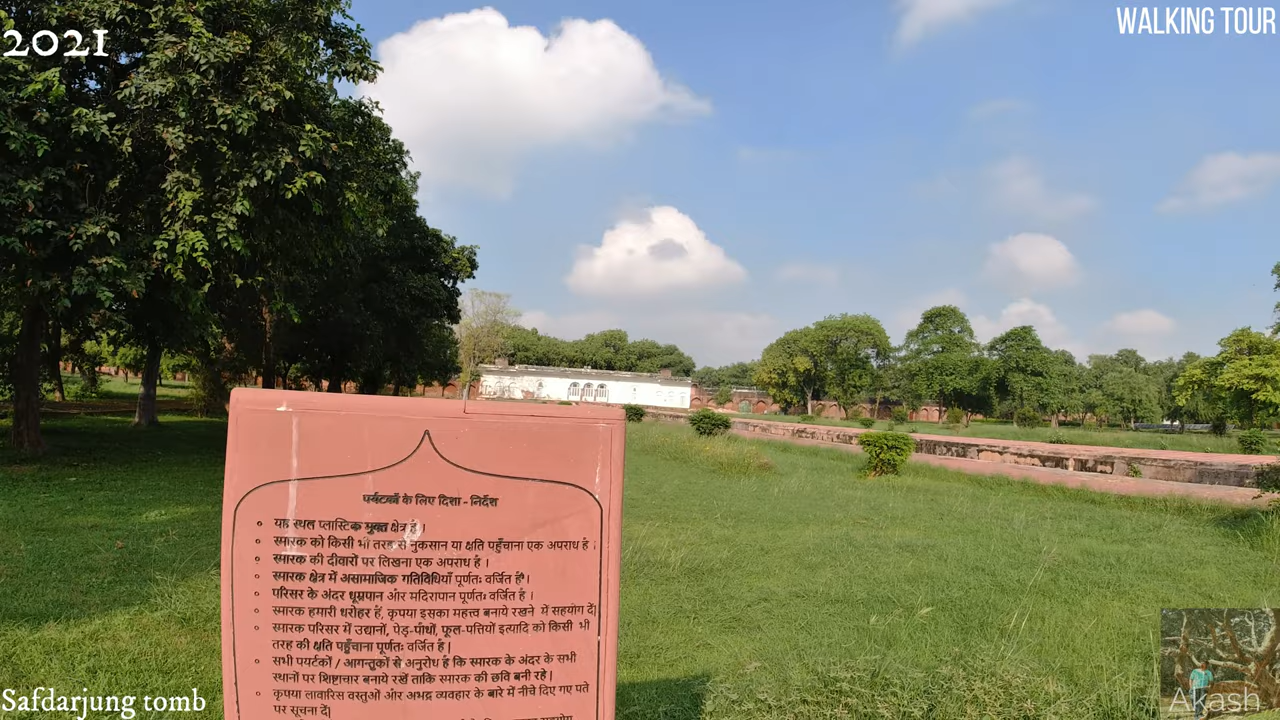 2021
WALKING TOUR
पर्यटकों के लिए दिशा - निर्देश
यह स्थल प्लास्टिक मुक्त क्षेत्र है ।
स्मारक को किसी भी तरह से नुकसान या क्षति पहुँचाना एक अपराध है ।
स्मारक की दीवारों पर लिखना एक अपराध है ।
स्मारक क्षेत्र में असामाजिक गतिविधियाँ पूर्णतः वर्जित हैं ।
परिसर के अंदर धूम्रपान और मदिरापान पूर्णतः वर्जित है ।
स्मारक हमारी धरोहर हैं, कृपया इसका महत्त्व बनाये रखने में सहयोग दें|
स्मारक परिसर में उद्यानों, पेड़-पौधों, फूल-पत्तियों इत्यादि को किसी भी
तरह की क्षति पहुँचाना पूर्णतः वर्जित है |
सभी पर्यटकों / आगन्तुकों से अनुरोध है कि स्मारक के अंदर के सभी
स्थानों पर शिष्टाचार बनाये रखें ताकि स्मारक की छवि बनी रहे |
कृपया लावारिस वस्तुओं और अभद्र व्यवहार के बारे में नीचे दिए गए पते
पर सूचना दें|
Safdarjung tomb
Akash